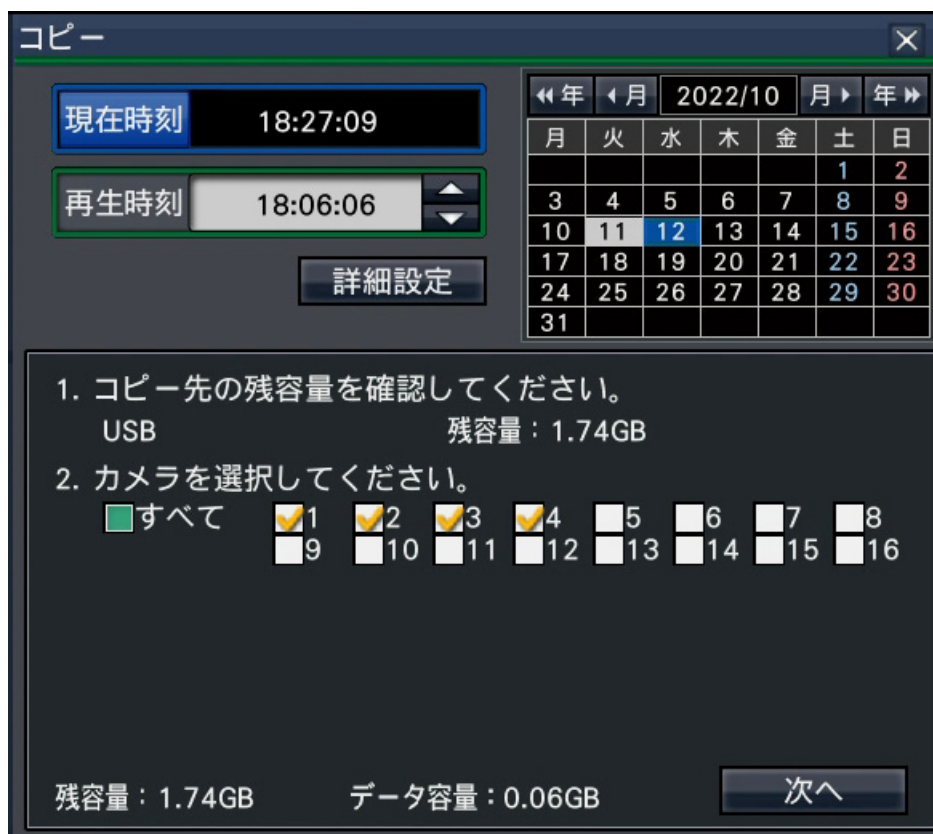 コピー
現在時刻 18:27:09
再生時刻 18:06:06
詳細設定
年 月 2022/10 月 年
月 火 水 木 金 土 日
1 2
3 4 5 6 7 8 9
10 11 12 13 14 15 16
17 18 19 20 21 22 23
24 25 26 27 28 29 30
31
1. コピー先の残容量を確認してください。
USB 残容量：1.74GB
2. カメラを選択してください。
すべて 1 2 3 4 5 6 7 8
9 10 11 12 13 14 15 16
残容量：1.74GB データ容量：0.06GB 次へ